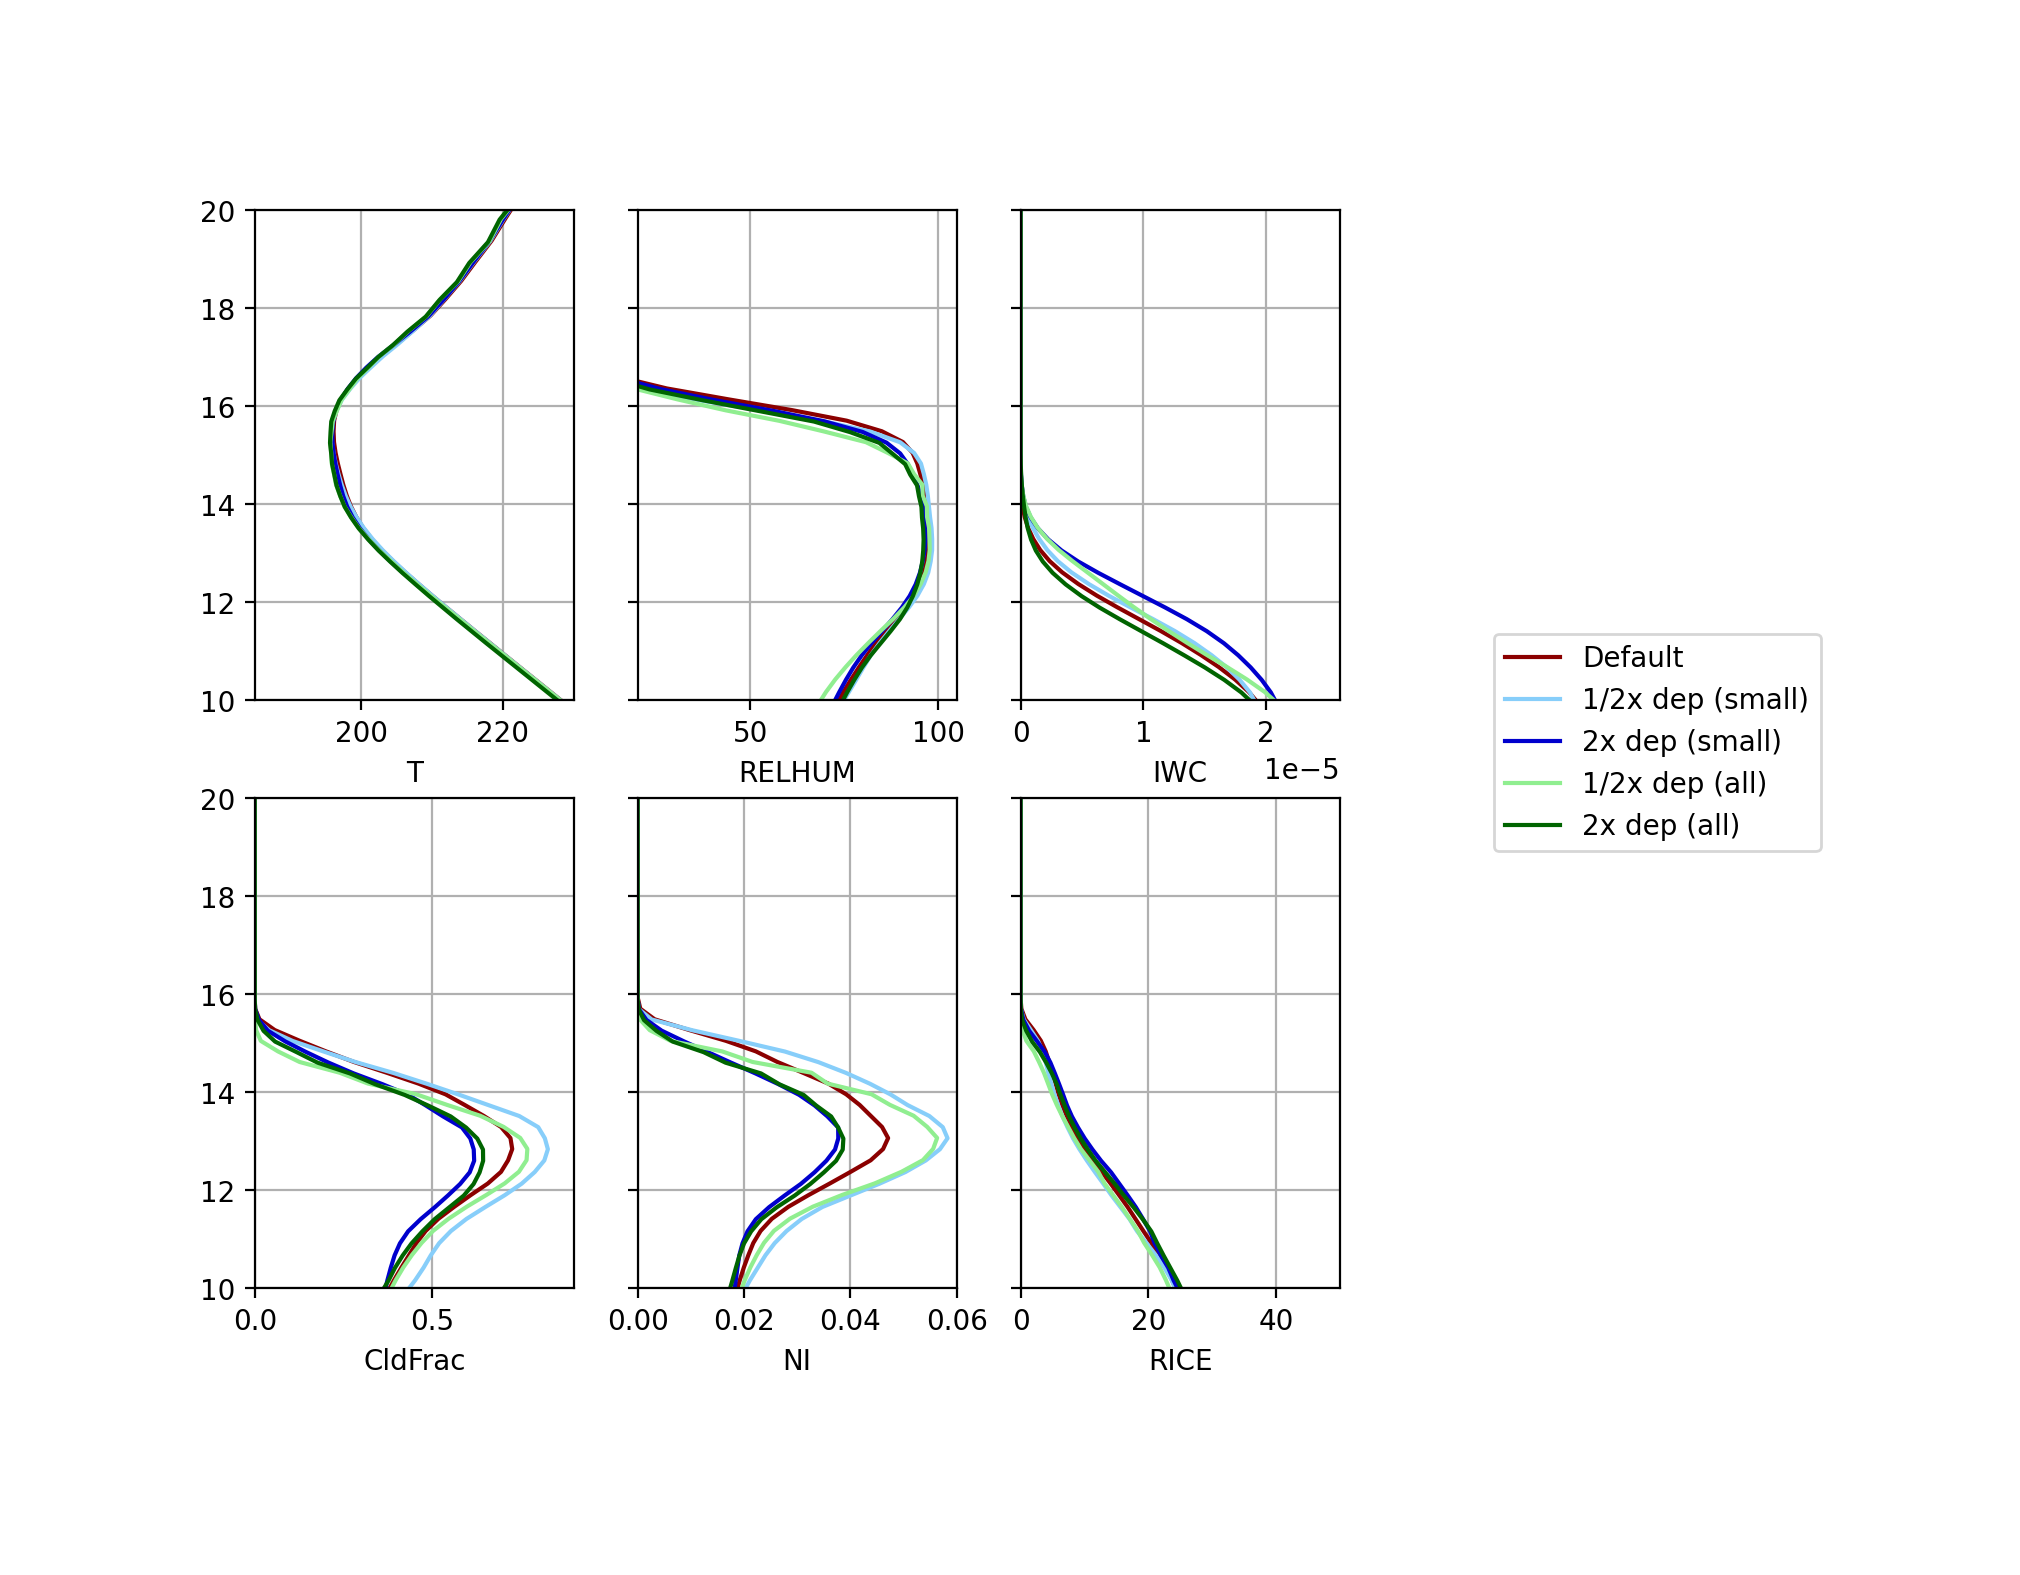 20
18
16
14
12
10
200 220
50 100
0 1 2
1e−5
T
RELHUM
IWC
Default
1/2x dep (small)
2x dep (small)
1/2x dep (all)
2x dep (all)
20
18
16
14
12
10
0.0 0.5
0.00 0.02 0.04 0.06
0 20 40
CldFrac
NI
RICE